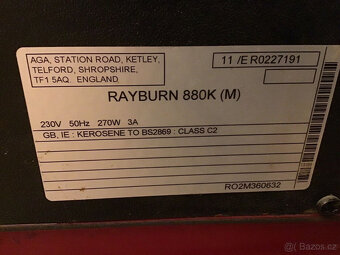 AGA, STATION ROAD, KETLEY,
TELFORD, SHROPSHIRE,
TF1 5AQ. ENGLAND
11 /E R0227191
RAYBURN 880K (M)
230V 50Hz 270W 3A
GB, IE : KEROSENE TO BS2869 : CLASS C2
RO2M360632
Bazoš.cz